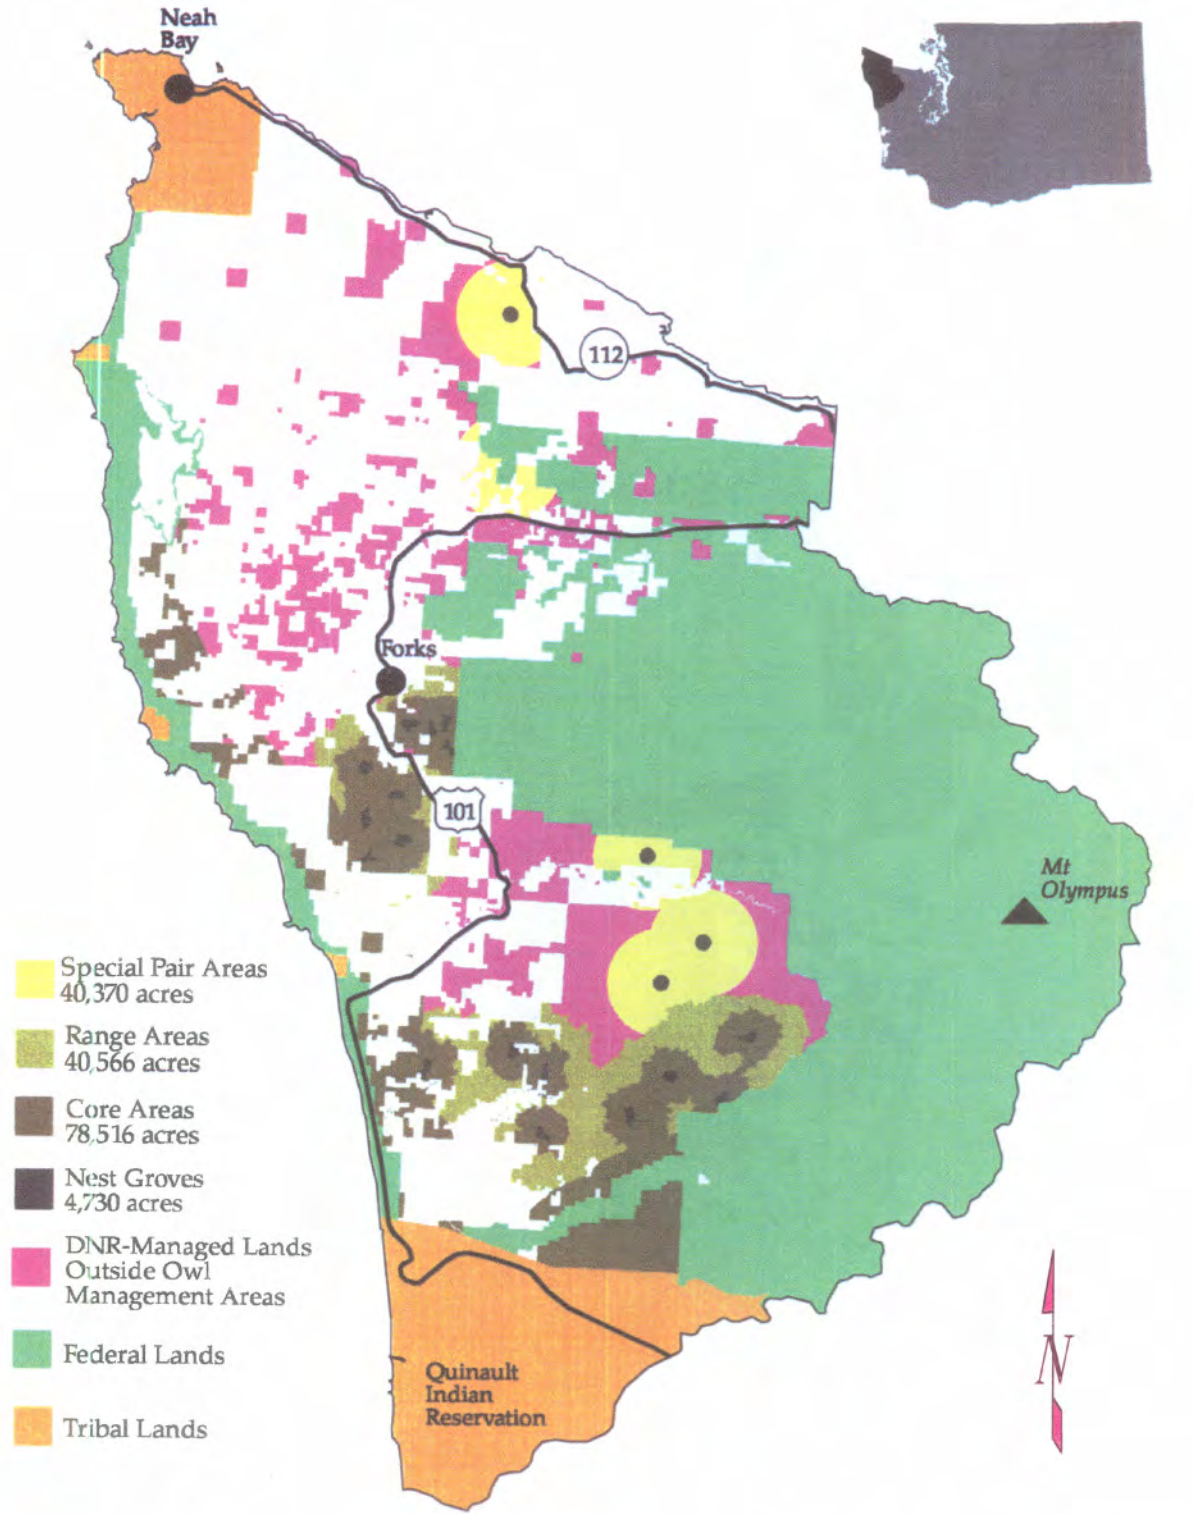 Neah
Bay
112
Forks
101
Mt
Olympus
Special Pair Areas
40,370 acres
Range Areas
40,566 acres
Core Areas
78,516 acres
Nest Groves
4,730 acres
DNR-Managed Lands
Outside Owl
Management Areas
Federal Lands
Tribal Lands
Quinault
Indian
Reservation
N